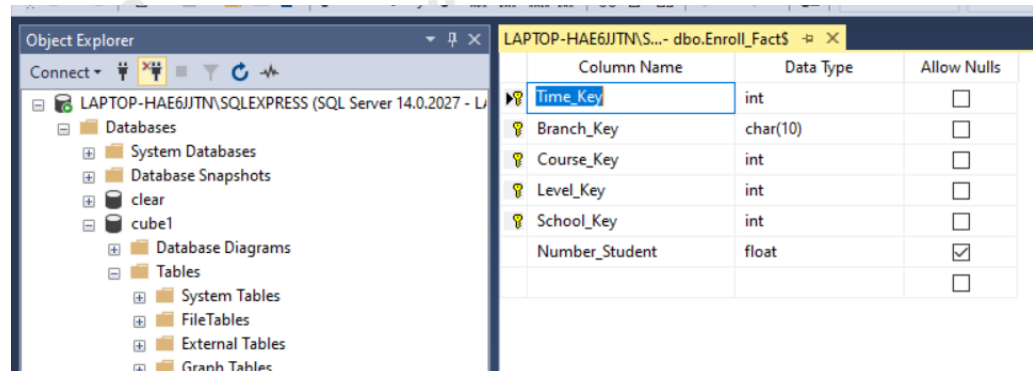 Object Explorer
Connect
LAPTOP-HAE6JJTN\SQLEXPRESS (SQL Server 14.0.2027 - LA
Databases
System Databases
Database Snapshots
clear
cube1
Database Diagrams
Tables
System Tables
FileTables
External Tables
Graph Tables
LAPTOP-HAE6JJTN\S...- dbo.Enroll_Fact$
Column Name Data Type Allow Nulls
Time_Key int
Branch_Key char(10)
Course_Key int
Level_Key int
School_Key int
Number_Student float